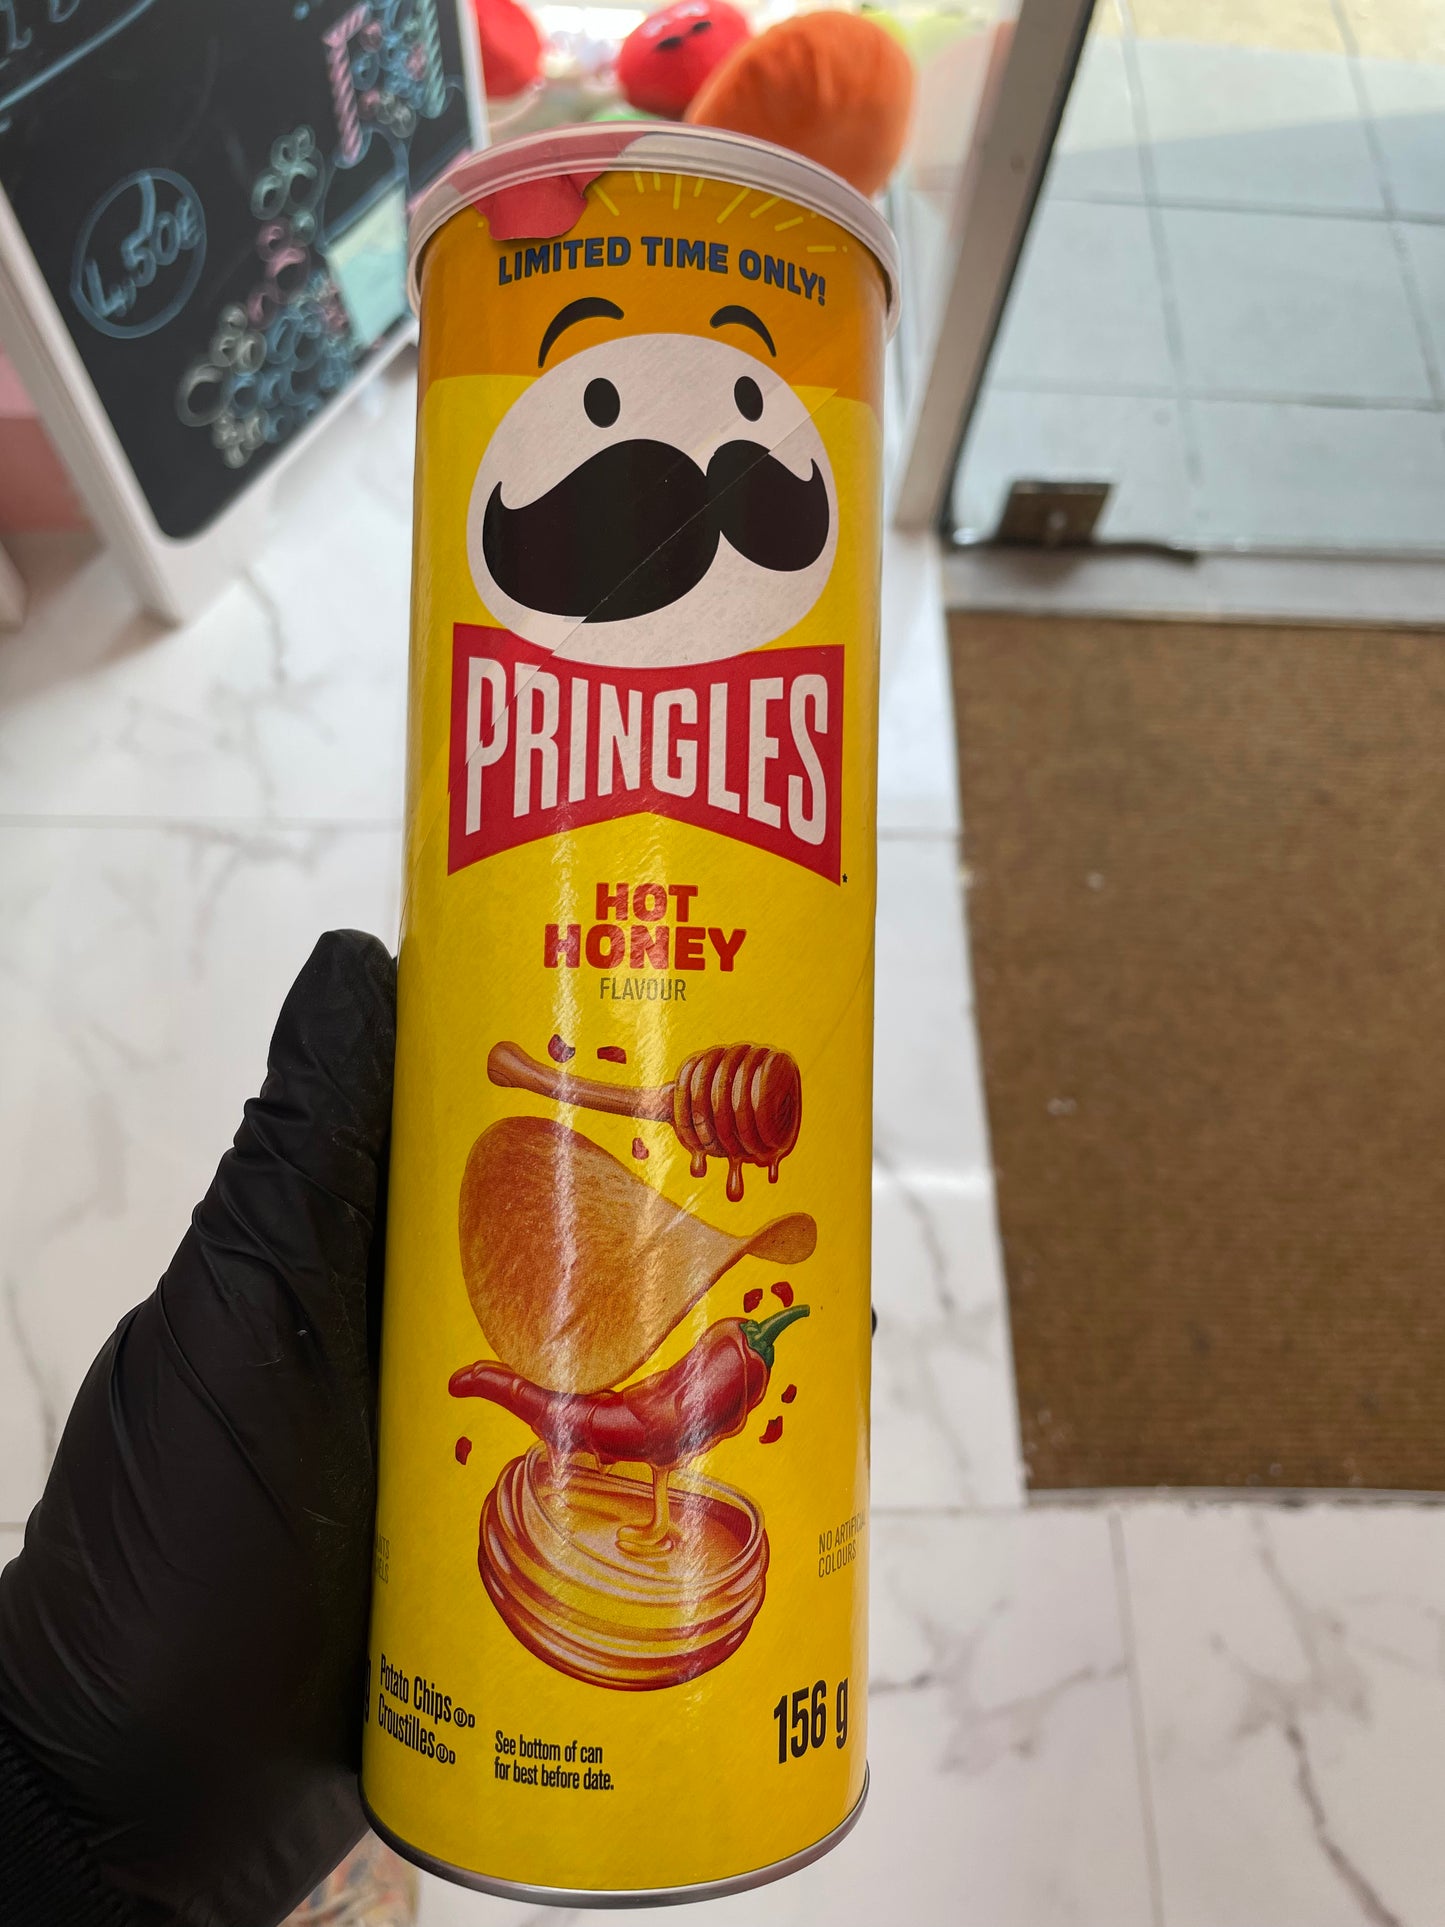 4,50€
LIMITED TIME ONLY!
PRINGLES
HOT
HONEY
FLAVOUR
NO ARTIFICIAL
COLOURS
Potato Chips
Croustilles
See bottom of can
for best before date.
156 g